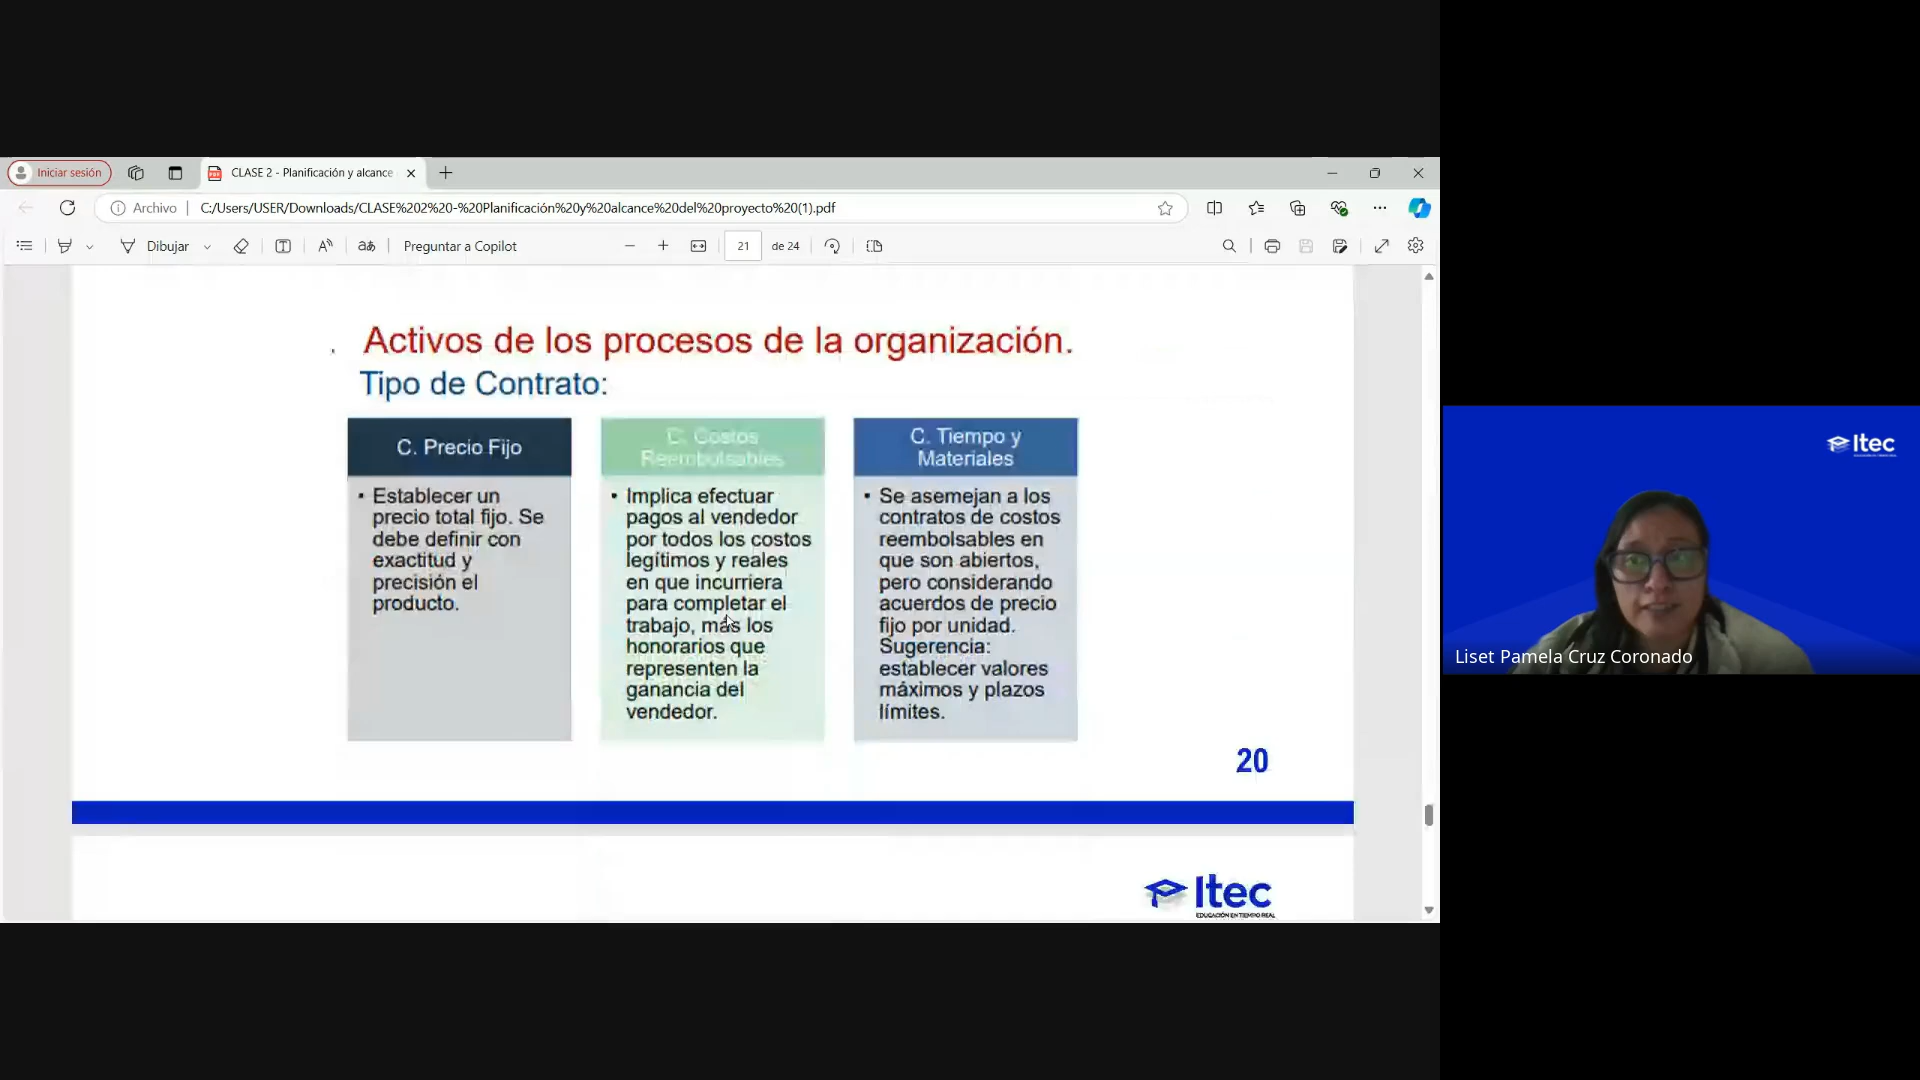 Iniciar sesión
CLASE 2 - Planificación y alcance
Archivo
C:/Users/USER/Downloads/CLASE%202%20-%20Planificación%20y%20alcance%20del%20proyecto%20(1).pdf
Dibujar
Preguntar a Copilot
21
de 24
Activos de los procesos de la organización.
Tipo de Contrato:
C. Precio Fijo
• Establecer un
precio total fijo. Se
debe definir con
exactitud y
precisión el
producto.
C. Costos
Reembolsables
• Implica efectuar
pagos al vendedor
por todos los costos
legítimos y reales
en que incurriera
para completar el
trabajo, más los
honorarios que
representen la
ganancia del
vendedor.
C. Tiempo y
Materiales
• Se asemejan a los
contratos de costos
reembolsables en
que son abiertos,
pero considerando
acuerdos de precio
fijo por unidad.
Sugerencia:
establecer valores
máximos y plazos
límites.
20
Itec
EDUCACIÓN EN TIEMPO REAL
Itec
Liset Pamela Cruz Coronado